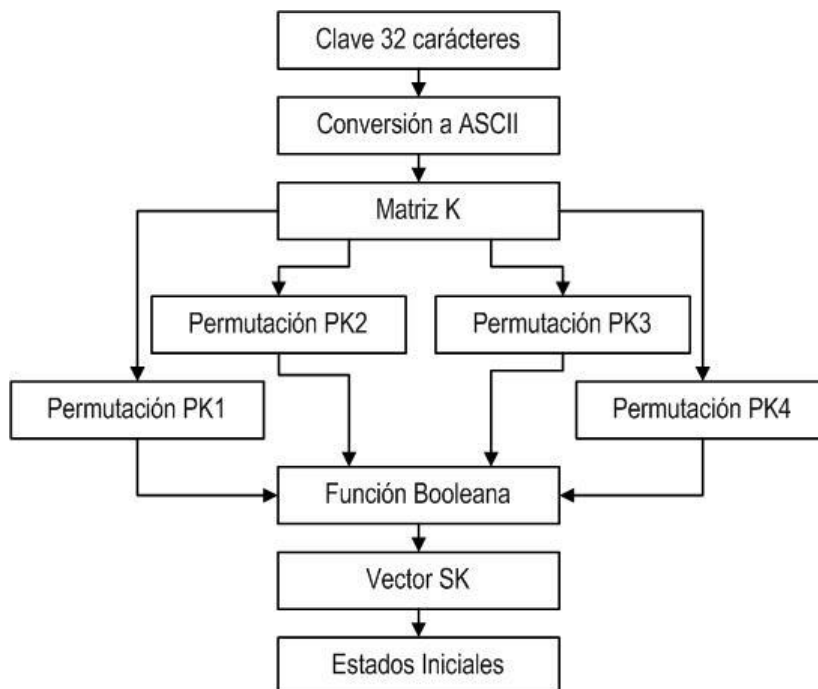 Clave 32 carácteres
Conversión a ASCII
Matriz K
Permutación PK2
Permutación PK3
Permutación PK1
Permutación PK4
Función Booleana
Vector SK
Estados Iniciales